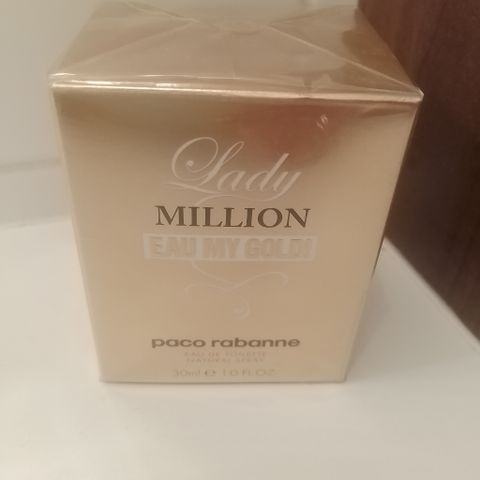 Lady
MILLION
EAU MY GOLD!
paco rabanne
EAU DE TOILETTE
NATURAL SPRAY
30ml ℮ 1.0 FL.OZ.